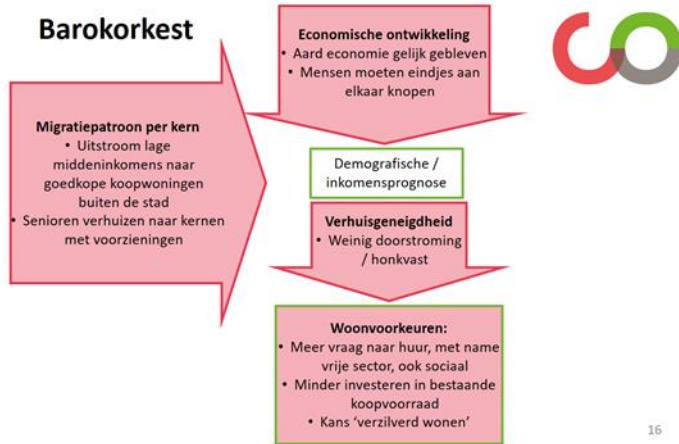 Barokorkest
Economische ontwikkeling
• Aard economie gelijk gebleven
• Mensen moeten eindjes aan
elkaar knopen
Migratiepatroon per kern
• Uitstroom lage
middeninkomens naar
goedkope koopwoningen
buiten de stad
• Senioren verhuizen naar kernen
met voorzieningen
Demografische /
inkomensprognose
Verhuisgeneigdheid
• Weinig doorstroming
/ honkvast
Woonvoorkeuren:
• Meer vraag naar huur, met name
vrije sector, ook sociaal
• Minder investeren in bestaande
koopvoorraad
• Kans ‘verzilverd wonen’
16